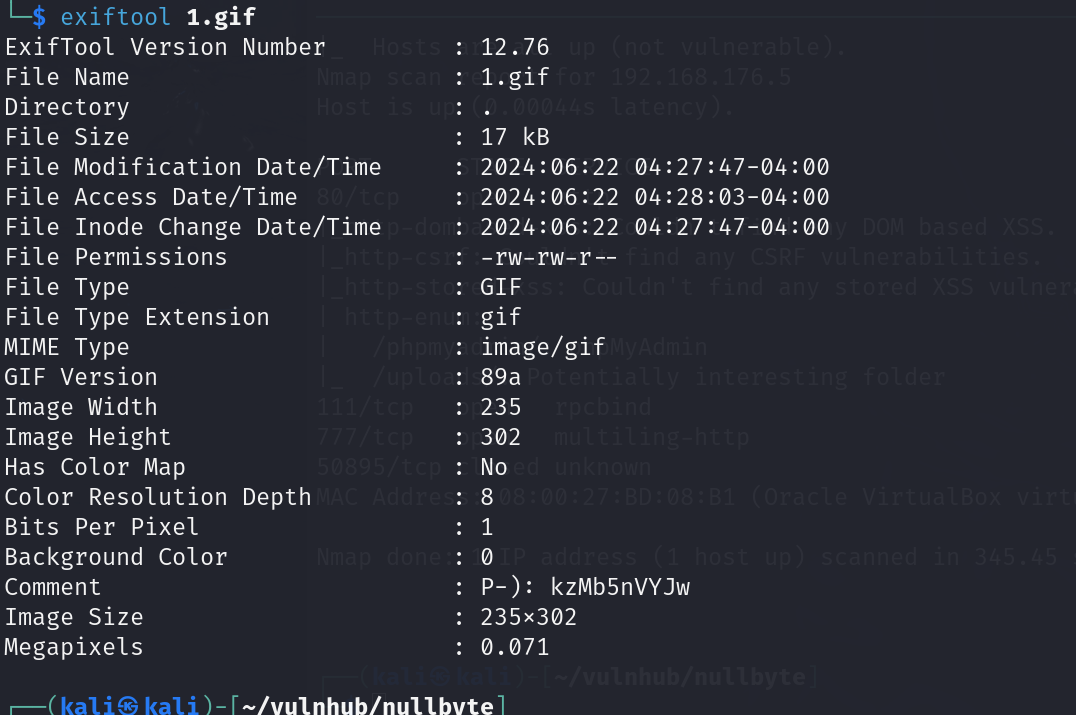 └─$ exiftool 1.gif
ExifTool Version Number         : 12.76
File Name                       : 1.gif
Directory                       : .
File Size                       : 17 kB
File Modification Date/Time     : 2024:06:22 04:27:47-04:00
File Access Date/Time           : 2024:06:22 04:28:03-04:00
File Inode Change Date/Time     : 2024:06:22 04:27:47-04:00
File Permissions                : -rw-rw-r--
File Type                       : GIF
File Type Extension             : gif
MIME Type                       : image/gif
GIF Version                     : 89a
Image Width                     : 235
Image Height                    : 302
Has Color Map                   : No
Color Resolution Depth          : 8
Bits Per Pixel                  : 1
Background Color                : 0
Comment                         : P-): kzMb5nVYJw
Image Size                      : 235x302
Megapixels                      : 0.071
┌──(kali㉿kali)-[~/vulnhub/nullbyte]